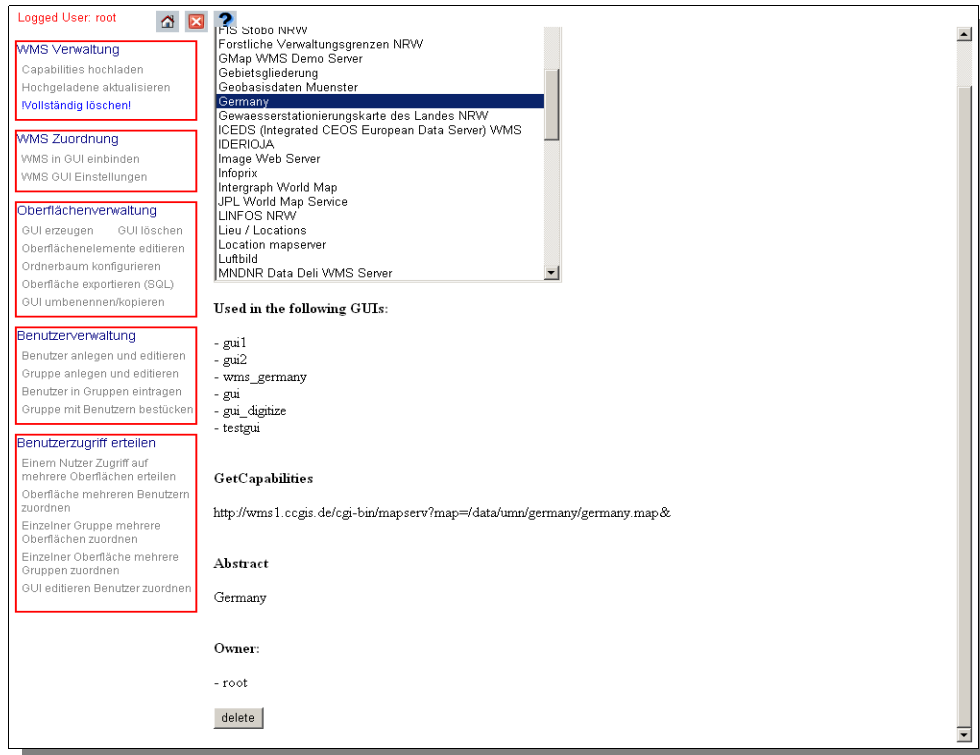 Logged User: root
?
WMS Verwaltung
Capabilities hochladen
Hochgeladene aktualisieren
!Vollständig löschen!
WMS Zuordnung
WMS in GUI einbinden
WMS GUI Einstellungen
Oberflächenverwaltung
GUI erzeugen GUI löschen
Oberflächenelemente editieren
Ordnerbaum konfigurieren
Oberfläche exportieren (SQL)
GUI umbenennen/kopieren
Benutzerverwaltung
Benutzer anlegen und editieren
Gruppe anlegen und editieren
Benutzer in Gruppen eintragen
Gruppe mit Benutzern bestücken
Benutzerzugriff erteilen
Einem Nutzer Zugriff auf
mehrere Oberflächen erteilen
Oberfläche mehreren Benutzern
zuordnen
Einzelner Gruppe mehrere
Oberflächen zuordnen
Einzelner Oberfläche mehrere
Gruppen zuordnen
GUI editieren Benutzer zuordnen
FIS Stobo NRW
Forstliche Verwaltungsgrenzen NRW
GMap WMS Demo Server
Gebietsgliederung
Geobasisdaten Muenster
Germany
Gewaesserstationierungskarte des Landes NRW
ICEDS (Integrated CEOS European Data Server) WMS
IDERIOJA
Image Web Server
Infoprix
Intergraph World Map
JPL World Map Service
LINFOS NRW
Lieu / Locations
Location mapserver
Luftbild
MNDNR Data Deli WMS Server
Used in the following GUIs:
- gui1
- gui2
- wms_germany
- gui
- gui_digitize
- testgui
GetCapabilities
http://wms1.ccgis.de/cgi-bin/mapserv?map=/data/umn/germany/germany.map&
Abstract
Germany
Owner:
- root
delete